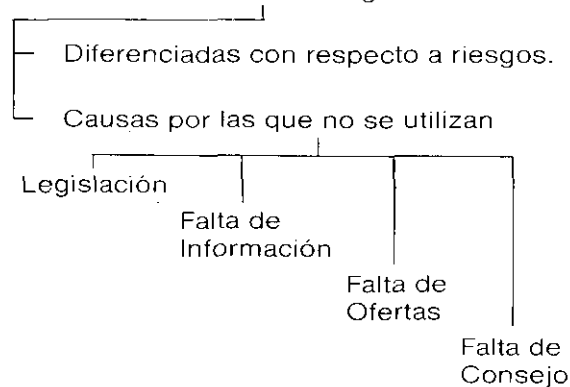 Diferenciadas con respecto a riesgos.
Causas por las que no se utilizan
Legislación
Falta de
Información
Falta de
Ofertas
Falta de
Consejo